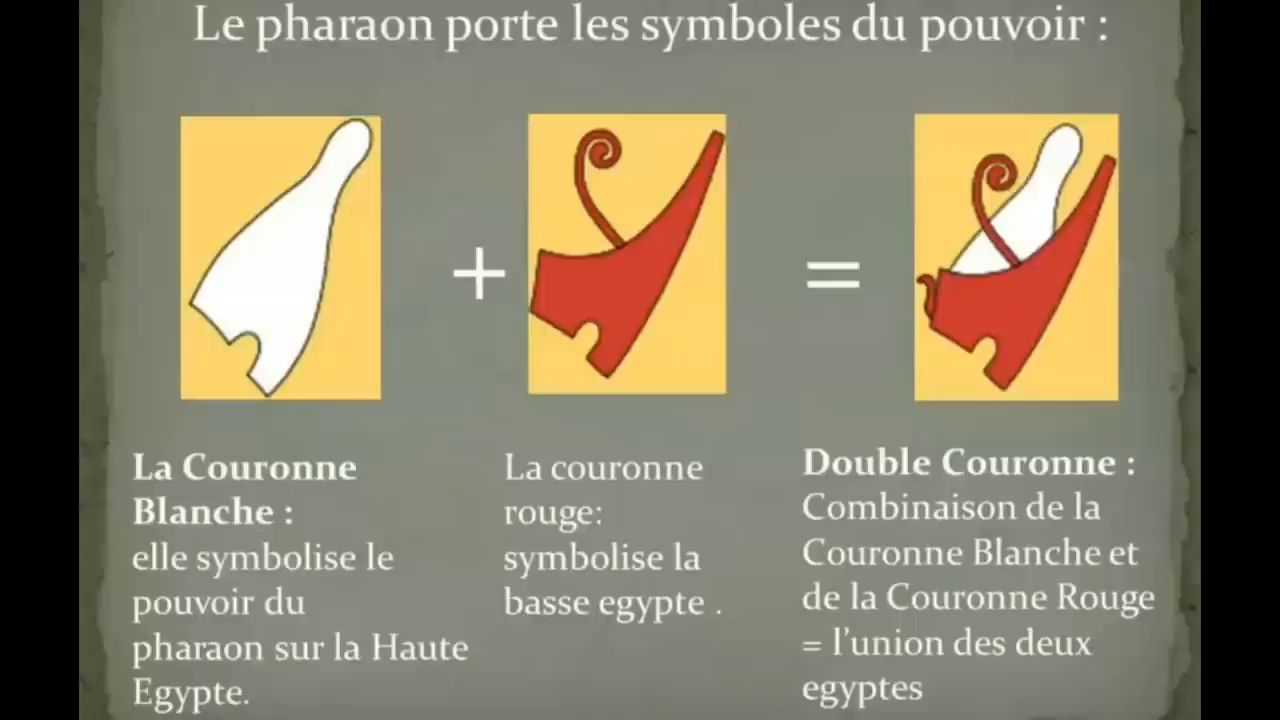 Le pharaon porte les symboles du pouvoir :
+
=
La Couronne
Blanche :
elle symbolise le
pouvoir du
pharaon sur la Haute
Egypte.
La couronne
rouge:
symbolise la
basse egypte .
Double Couronne :
Combinaison de la
Couronne Blanche et
de la Couronne Rouge
= l’union des deux
egyptes